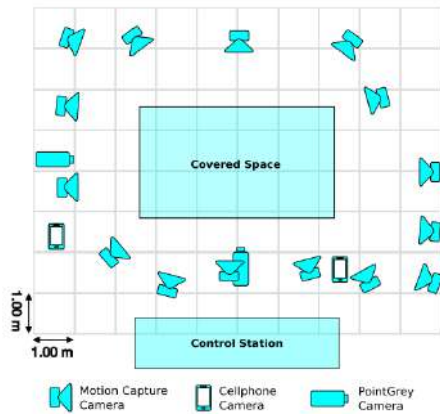 Covered Space
1.00 m
1.00 m
Control Station
Motion Capture
Camera
Cellphone
Camera
PointGrey
Camera